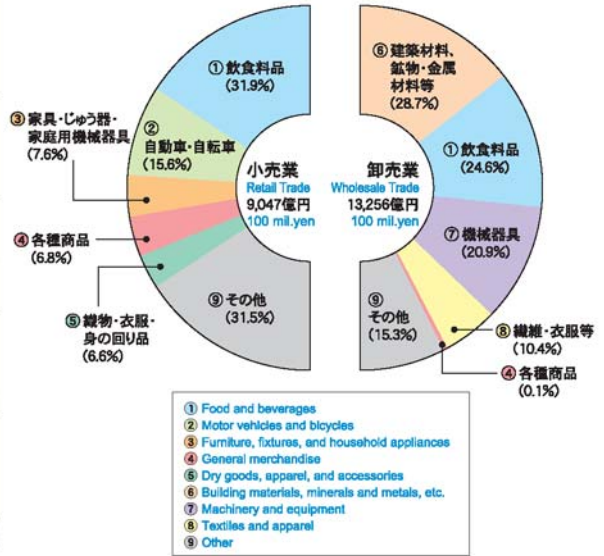 ① 飲食料品
(31.9%)
②
自動車・自転車
(15.6%)
③ 家具・じゅう器・
家庭用機械器具
(7.6%)
④ 各種商品
(6.8%)
⑤ 織物・衣服・
身の回り品
(6.6%)
⑨ その他
(31.5%)
小売業
Retail Trade
9,047億円
100 mil.yen
卸売業
Wholesale Trade
13,256億円
100 mil.yen
⑥ 建築材料、
鉱物・金属
材料等
(28.7%)
① 飲食料品
(24.6%)
⑦ 機械器具
(20.9%)
⑧ 繊維・衣服等
(10.4%)
④ 各種商品
(0.1%)
⑨
その他
(15.3%)
① Food and beverages
② Motor vehicles and bicycles
③ Furniture, fixtures, and household appliances
④ General merchandise
⑤ Dry goods, apparel, and accessories
⑥ Building materials, minerals and metals, etc.
⑦ Machinery and equipment
⑧ Textiles and apparel
⑨ Other